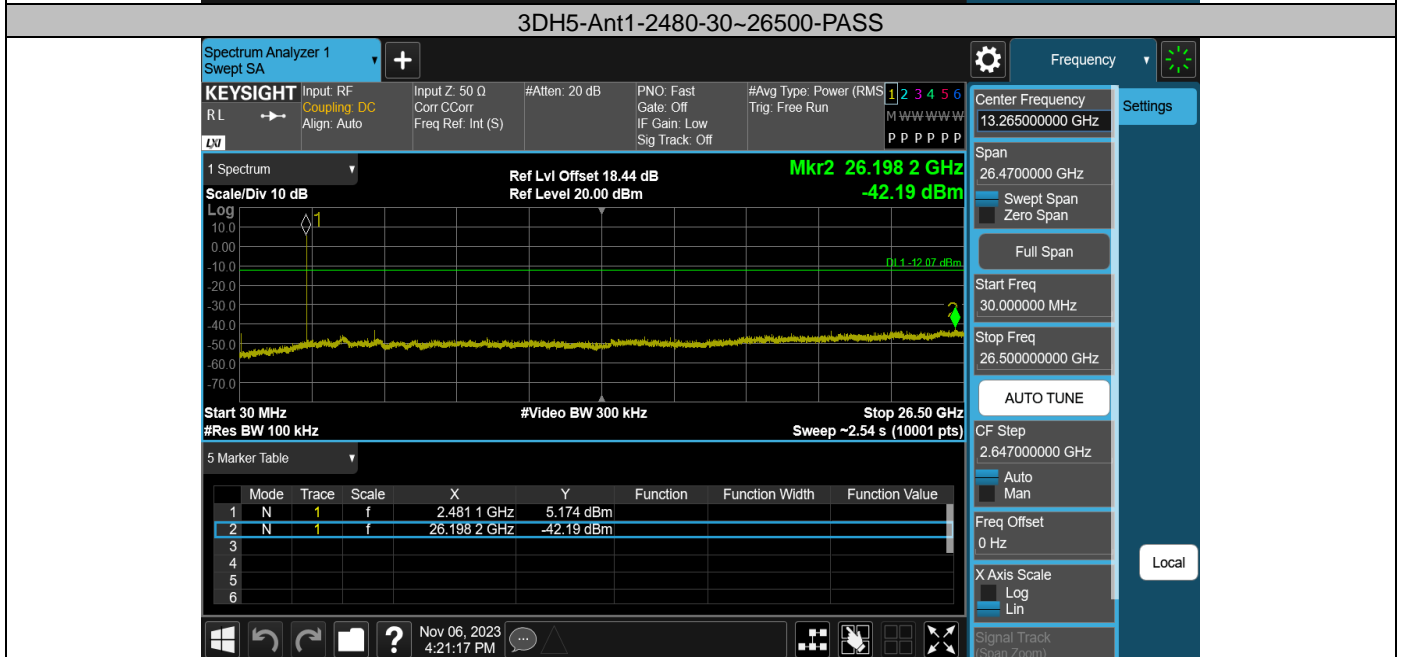 3DH5-Ant1-2480-30~26500-PASS
Spectrum Analyzer 1
Swept SA
+
Frequency
KEYSIGHT
RL
LXI
Input: RF
Coupling: DC
Align: Auto
Input Z: 50 Ω
Corr CCorr
Freq Ref: Int (S)
#Atten: 20 dB
PNO: Fast
Gate: Off
IF Gain: Low
Sig Track: Off
#Avg Type: Power (RMS
Trig: Free Run
1 2 3 4 5 6
M W W W W W
P P P P P P
Center Frequency
13.265000000 GHz
Settings
1 Spectrum
Ref Lvl Offset 18.44 dB
Mkr2 26.198 2 GHz
Scale/Div 10 dB
Ref Level 20.00 dBm
-42.19 dBm
Log
10.0
0.00
-10.0
-20.0
-30.0
-40.0
-50.0
-60.0
-70.0
1
DL1 -12.07 dBm
2
Start 30 MHz
#Video BW 300 kHz
Stop 26.50 GHz
#Res BW 100 kHz
Sweep ~2.54 s (10001 pts)
Span
26.4700000 GHz
Swept Span
Zero Span
Full Span
Start Freq
30.000000 MHz
Stop Freq
26.500000000 GHz
AUTO TUNE
CF Step
2.647000000 GHz
Auto
Man
Freq Offset
0 Hz
X Axis Scale
Log
Lin
Signal Track
(Span Zoom)
Local
5 Marker Table
Mode Trace Scale X Y Function Function Width Function Value
1 N 1 f 2.481 1 GHz 5.174 dBm
2 N 1 f 26.198 2 GHz -42.19 dBm
3
4
5
6
?
Nov 06, 2023
4:21:17 PM